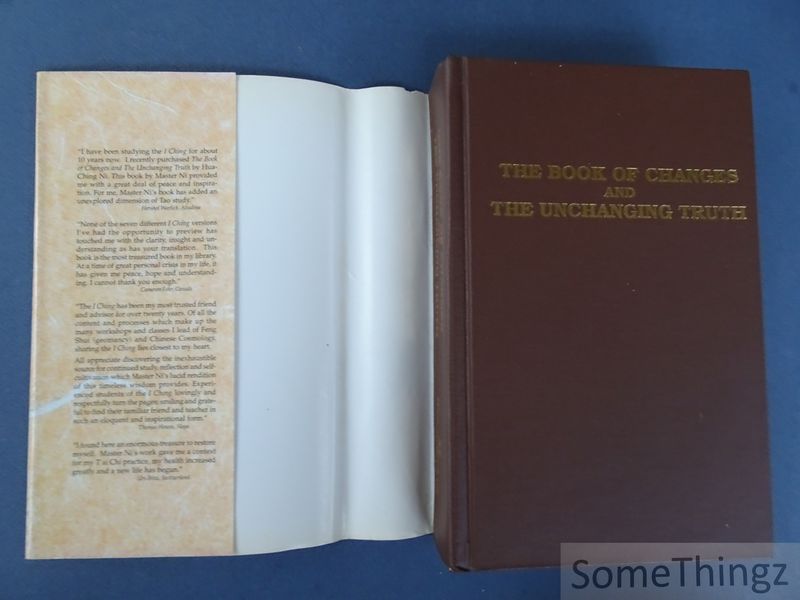 "I have been studying the I Ching for about
10 years now. I recently purchased The Book
of Changes and The Unchanging Truth by Hua-
Ching Ni. This book by Master Ni provided
me with a great deal of peace and inspira-
tion. For me, Master Ni's book has added an
unexplored dimension of Tao study."
"None of the seven different I Ching versions
I've had the opportunity to preview has
touched me with the clarity, insight and un-
derstanding as has your translation. This
book is the most treasured book in my library.
At a time of great personal crisis in my life, it
has given me peace, hope and understand-
ing. I cannot thank you enough."
Canada
"The I Ching has been my most trusted friend
and advisor for over twenty years. Of all the
content and processes which make up the
many workshops and classes I lead of Feng
Shui (geomancy) and Chinese Cosmology,
sharing the I Ching lies closest to my heart.
All appreciate discovering the inexhaustible
source for continued study, reflection and self-
cultivation which Master Ni's lucid rendition
of this timeless wisdom provides. Experi-
enced students of the I Ching lovingly and
respectfully turn the pages smiling and grate-
ful to find their familiar friend and teacher in
such an eloquent and inspirational form."
"I found here an enormous treasure to restore
myself. Master Ni's work gave me a context
for my T'ai Chi practice, my health increased
greatly and a new life has begun."
Switzerland
THE BOOK OF CHANGES
AND
THE UNCHANGING TRUTH
SomeThingz